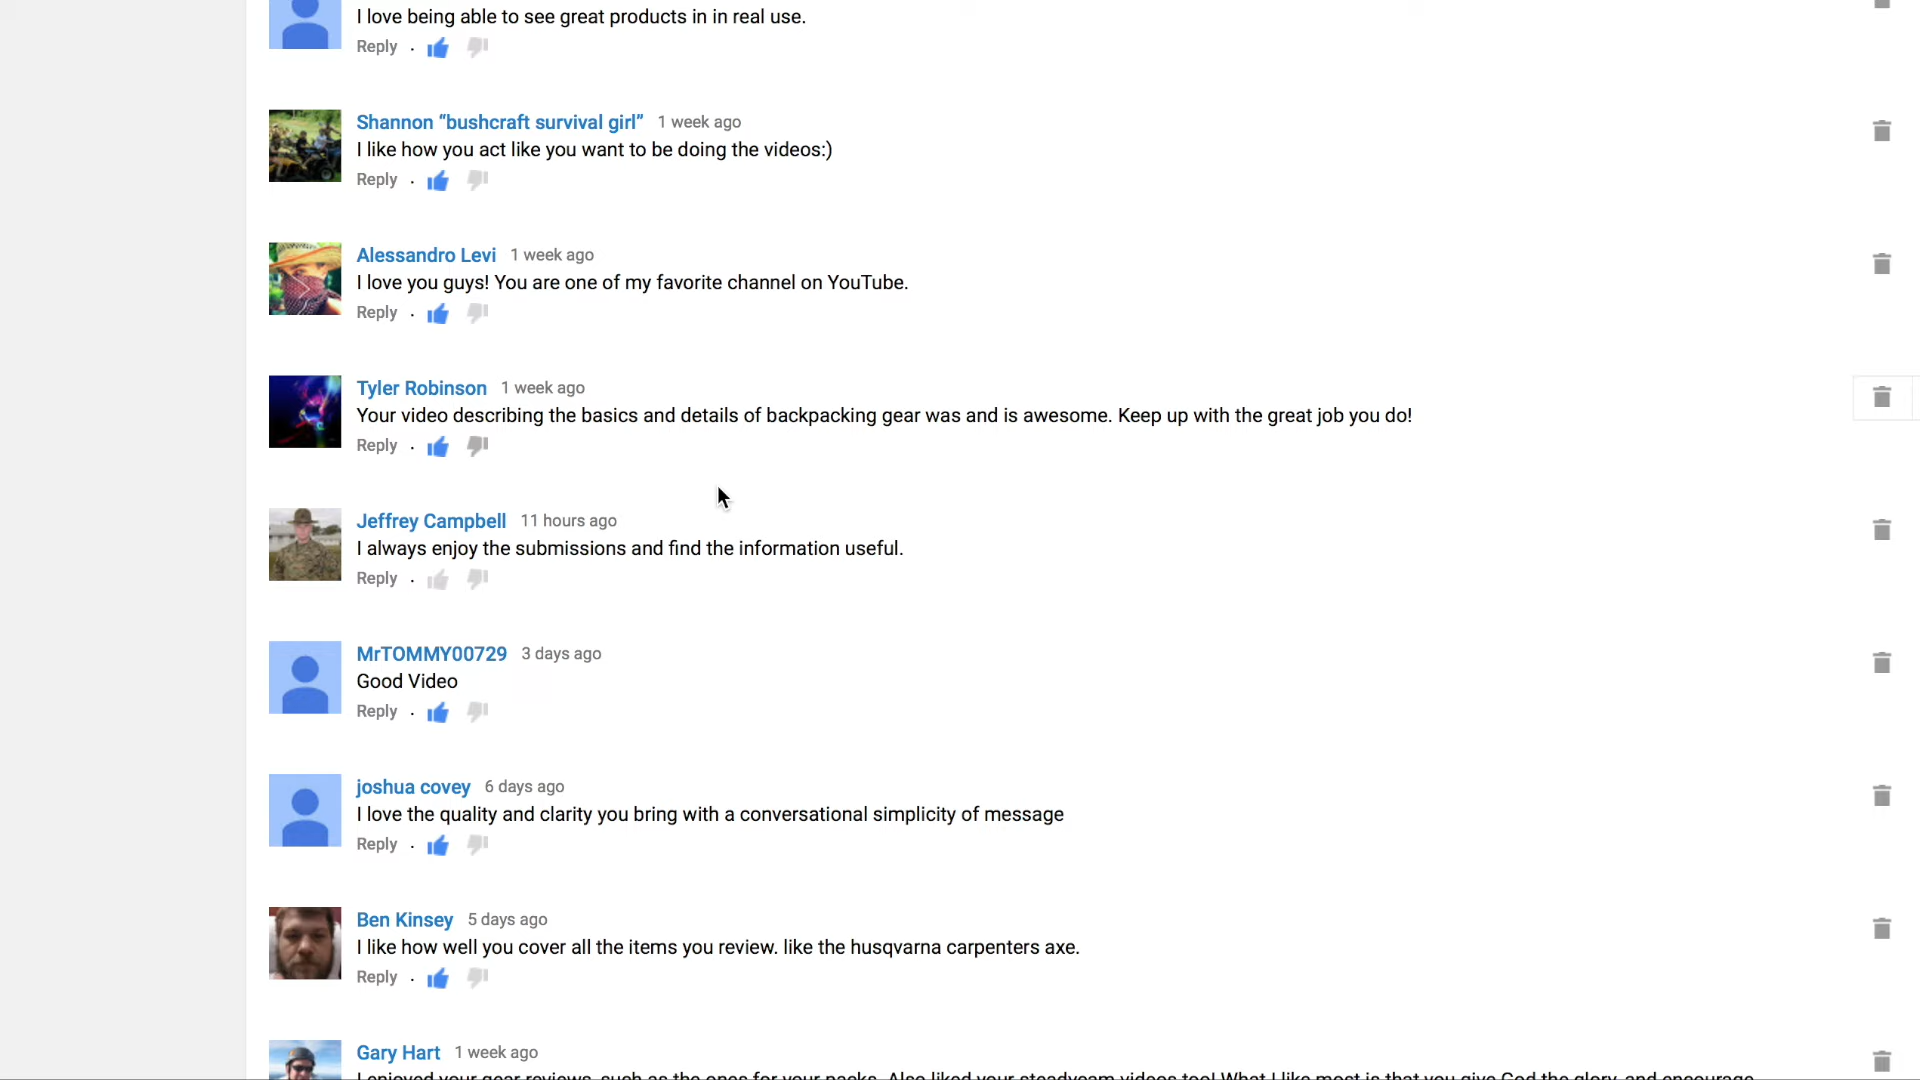 I love being able to see great products in in real use.
Reply ·
Shannon “bushcraft survival girl” 1 week ago
I like how you act like you want to be doing the videos:)
Reply ·
Alessandro Levi 1 week ago
I love you guys! You are one of my favorite channel on YouTube.
Reply ·
Tyler Robinson 1 week ago
Your video describing the basics and details of backpacking gear was and is awesome. Keep up with the great job you do!
Reply ·
Jeffrey Campbell 11 hours ago
I always enjoy the submissions and find the information useful.
Reply ·
MrTOMMY00729 3 days ago
Good Video
Reply ·
joshua covey 6 days ago
I love the quality and clarity you bring with a conversational simplicity of message
Reply ·
Ben Kinsey 5 days ago
I like how well you cover all the items you review. like the husqvarna carpenters axe.
Reply ·
Gary Hart 1 week ago
I enjoyed your gear reviews, such as the ones for your packs. Also liked your steadycam videos too! What I like most is that you give God the glory, and encourage